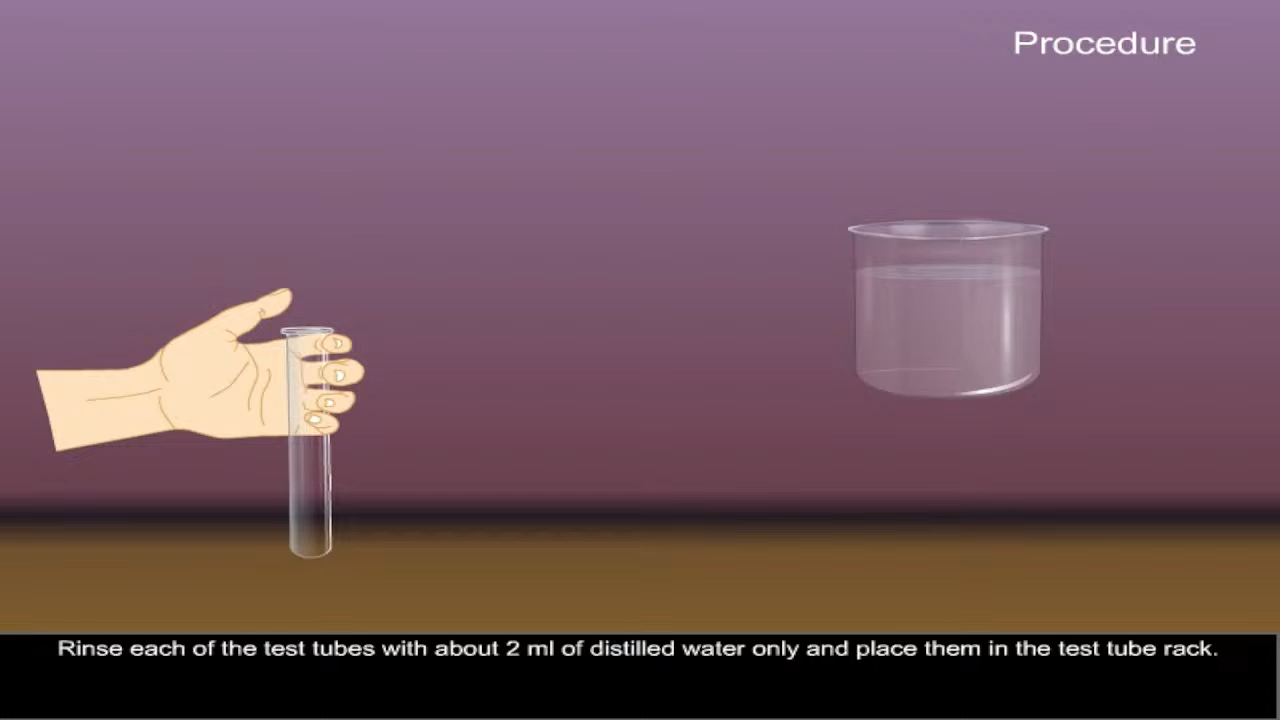 Procedure
Rinse each of the test tubes with about 2 ml of distilled water only and place them in the test tube rack.